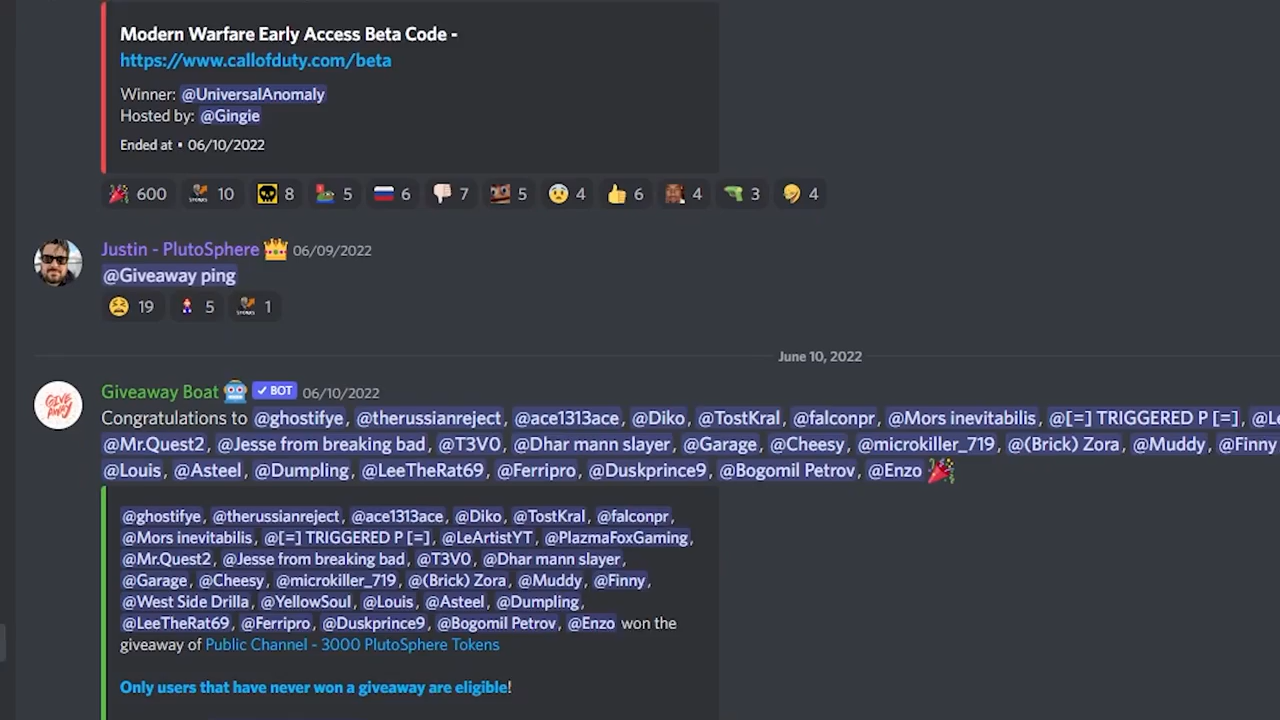 Modern Warfare Early Access Beta Code -
https://www.callofduty.com/beta
Winner: @UniversalAnomaly
Hosted by: @Gingie
Ended at • 06/10/2022
600 10 8 5 6 7 5 4 6 4 3 4
Justin - PlutoSphere 06/09/2022
@Giveaway ping
19 5 1
June 10, 2022
GIVE AWAY
Giveaway Boat ✓ BOT 06/10/2022
Congratulations to @ghostifye, @therussianreject, @ace1313ace, @Diko, @TostKral, @falconpr, @Mors inevitabilis, @[=] TRIGGERED P [=], @Le
@Mr.Quest2, @Jesse from breaking bad, @T3V0, @Dhar mann slayer, @Garage, @Cheesy, @microkiller_719, @(Brick) Zora, @Muddy, @Finny
@Louis, @Asteel, @Dumpling, @LeeTheRat69, @Ferripro, @Duskprince9, @Bogomil Petrov, @Enzo
@ghostifye, @therussianreject, @ace1313ace, @Diko, @TostKral, @falconpr,
@Mors inevitabilis, @[=] TRIGGERED P [=], @LeArtistYT, @PlazmaFoxGaming,
@Mr.Quest2, @Jesse from breaking bad, @T3V0, @Dhar mann slayer,
@Garage, @Cheesy, @microkiller_719, @(Brick) Zora, @Muddy, @Finny,
@West Side Drilla, @YellowSoul, @Louis, @Asteel, @Dumpling,
@LeeTheRat69, @Ferripro, @Duskprince9, @Bogomil Petrov, @Enzo won the
giveaway of Public Channel - 3000 PlutoSphere Tokens
Only users that have never won a giveaway are eligible!